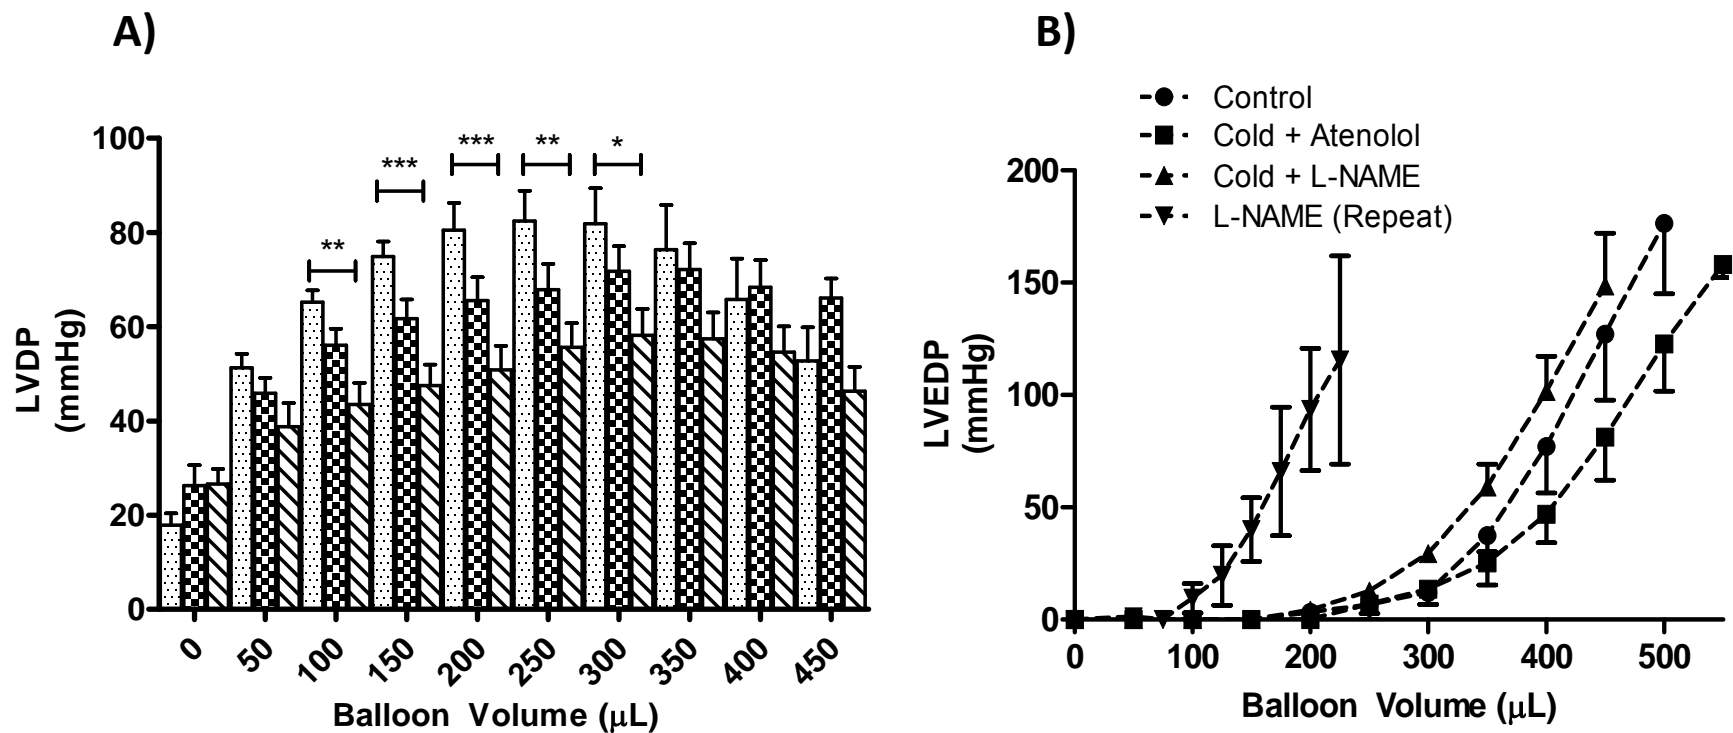 A)
100
80
60
40
20
0
LVDP
(mmHg)
**
***
***
**
*
0
50
100
150
200
250
300
350
400
450
Balloon Volume (μL)
B)
Control
Cold + Atenolol
Cold + L-NAME
L-NAME (Repeat)
200
150
100
50
0
LVEDP
(mmHg)
0
100
200
300
400
500
Balloon Volume (μL)